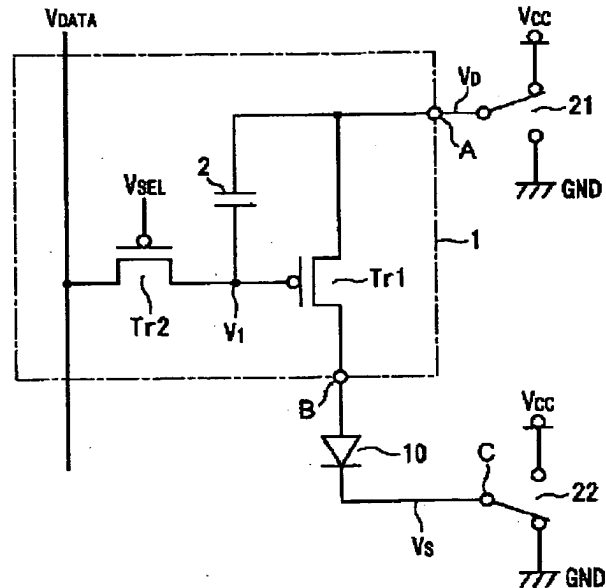 VDATA
VCC
VD
21
A
2
VSEL
GND
1
Tr1
Tr2
V1
B
VCC
10
C
22
VS
GND